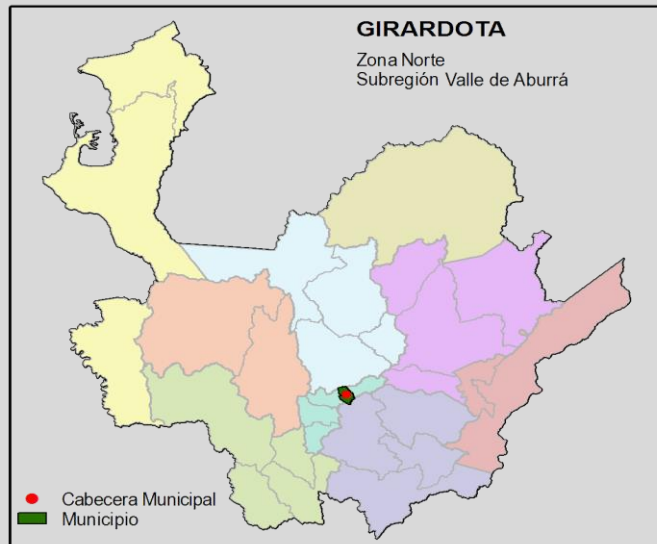 GIRARDOTA
Zona Norte
Subregión Valle de Aburrá
Cabecera Municipal
Municipio